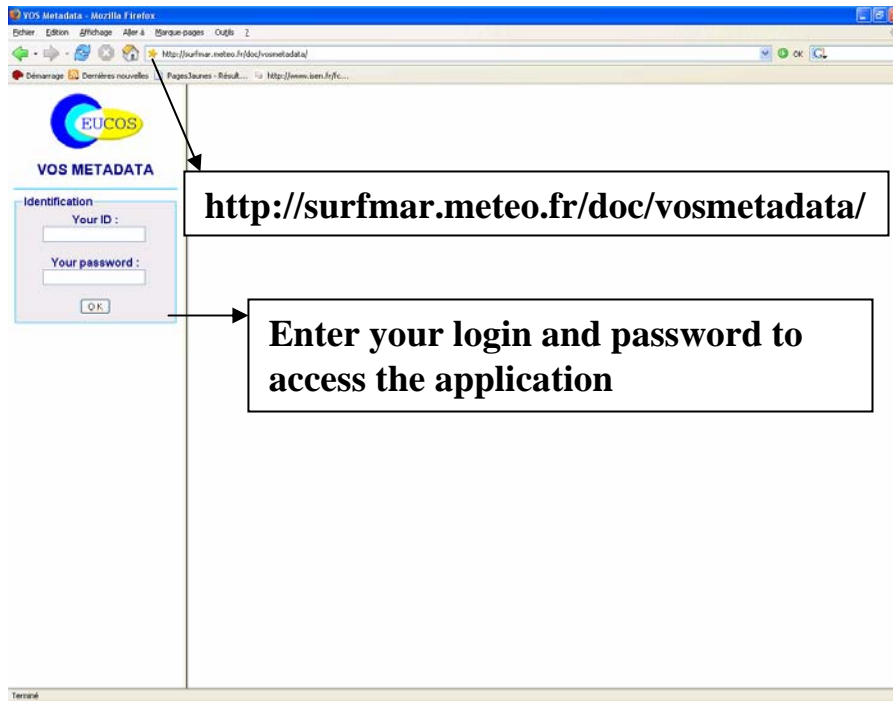 VOS Metadata - Mozilla Firefox
Fichier Edition Affichage Aller à Marque-pages Outils ?
http://surfmar.meteo.fr/doc/vosmetadata/ OK
Démarrage Dernières nouvelles PagesJaunes - Résult... http://www.isen.fr/fc...
EUCOS
VOS METADATA
http://surfmar.meteo.fr/doc/vosmetadata/
Identification
Your ID :
Your password :
OK
Enter your login and password to
access the application
Terminé